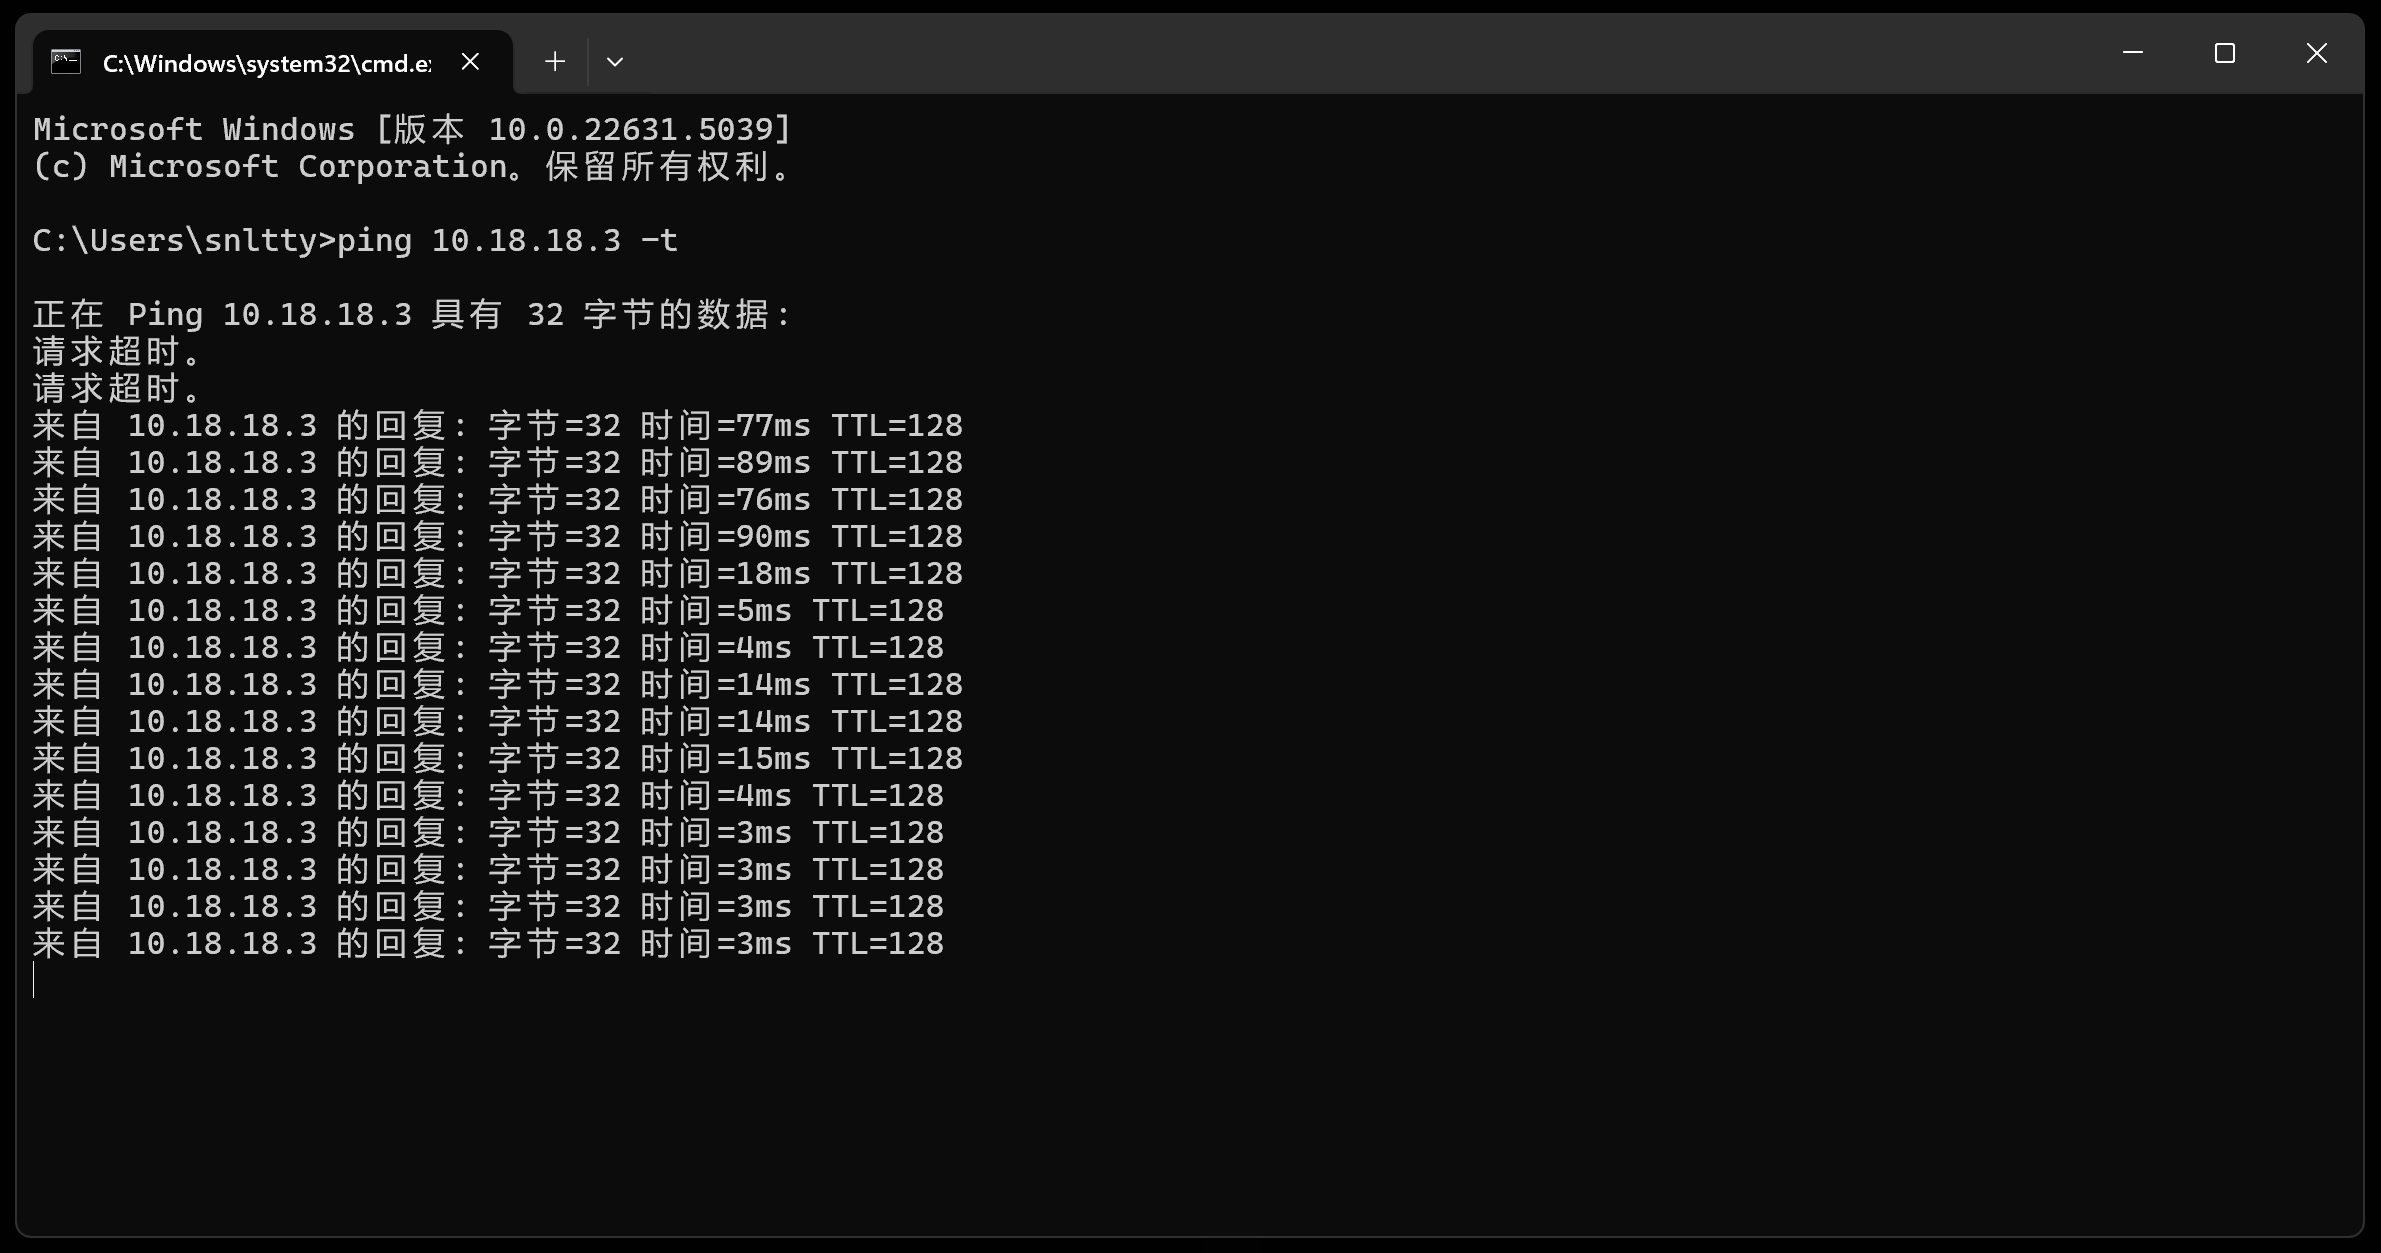 C:\Windows\system32\cmd.e
Microsoft Windows [版本 10.0.22631.5039]
(c) Microsoft Corporation。保留所有权利。
C:\Users\snltty>ping 10.18.18.3 -t
正在 Ping 10.18.18.3 具有 32 字节的数据:
请求超时。
请求超时。
来自 10.18.18.3 的回复: 字节=32 时间=77ms TTL=128
来自 10.18.18.3 的回复: 字节=32 时间=89ms TTL=128
来自 10.18.18.3 的回复: 字节=32 时间=76ms TTL=128
来自 10.18.18.3 的回复: 字节=32 时间=90ms TTL=128
来自 10.18.18.3 的回复: 字节=32 时间=18ms TTL=128
来自 10.18.18.3 的回复: 字节=32 时间=5ms TTL=128
来自 10.18.18.3 的回复: 字节=32 时间=4ms TTL=128
来自 10.18.18.3 的回复: 字节=32 时间=14ms TTL=128
来自 10.18.18.3 的回复: 字节=32 时间=14ms TTL=128
来自 10.18.18.3 的回复: 字节=32 时间=15ms TTL=128
来自 10.18.18.3 的回复: 字节=32 时间=4ms TTL=128
来自 10.18.18.3 的回复: 字节=32 时间=3ms TTL=128
来自 10.18.18.3 的回复: 字节=32 时间=3ms TTL=128
来自 10.18.18.3 的回复: 字节=32 时间=3ms TTL=128
来自 10.18.18.3 的回复: 字节=32 时间=3ms TTL=128